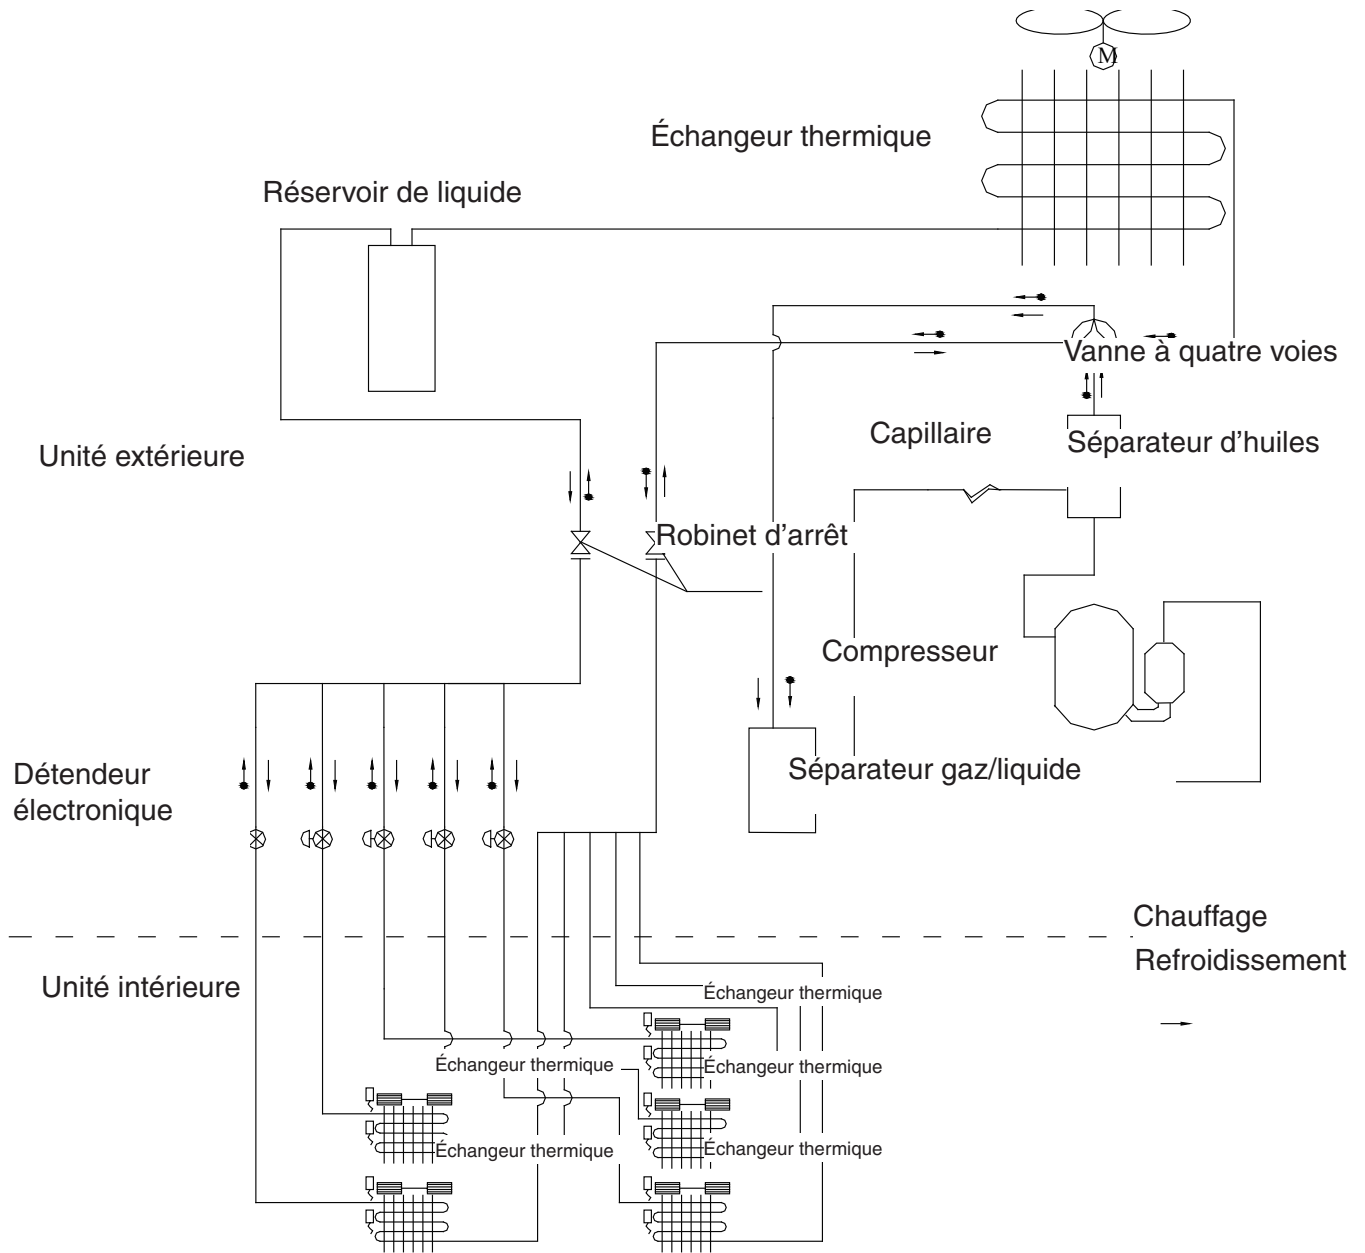 M
Échangeur thermique
Réservoir de liquide
Vanne à quatre voies
Capillaire
Séparateur d'huiles
Unité extérieure
Robinet d'arrêt
Compresseur
Séparateur gaz/liquide
Détendeur
électronique
Chauffage
Refroidissement
Unité intérieure
Échangeur thermique
Échangeur thermique
Échangeur thermique
Échangeur thermique
Échangeur thermique